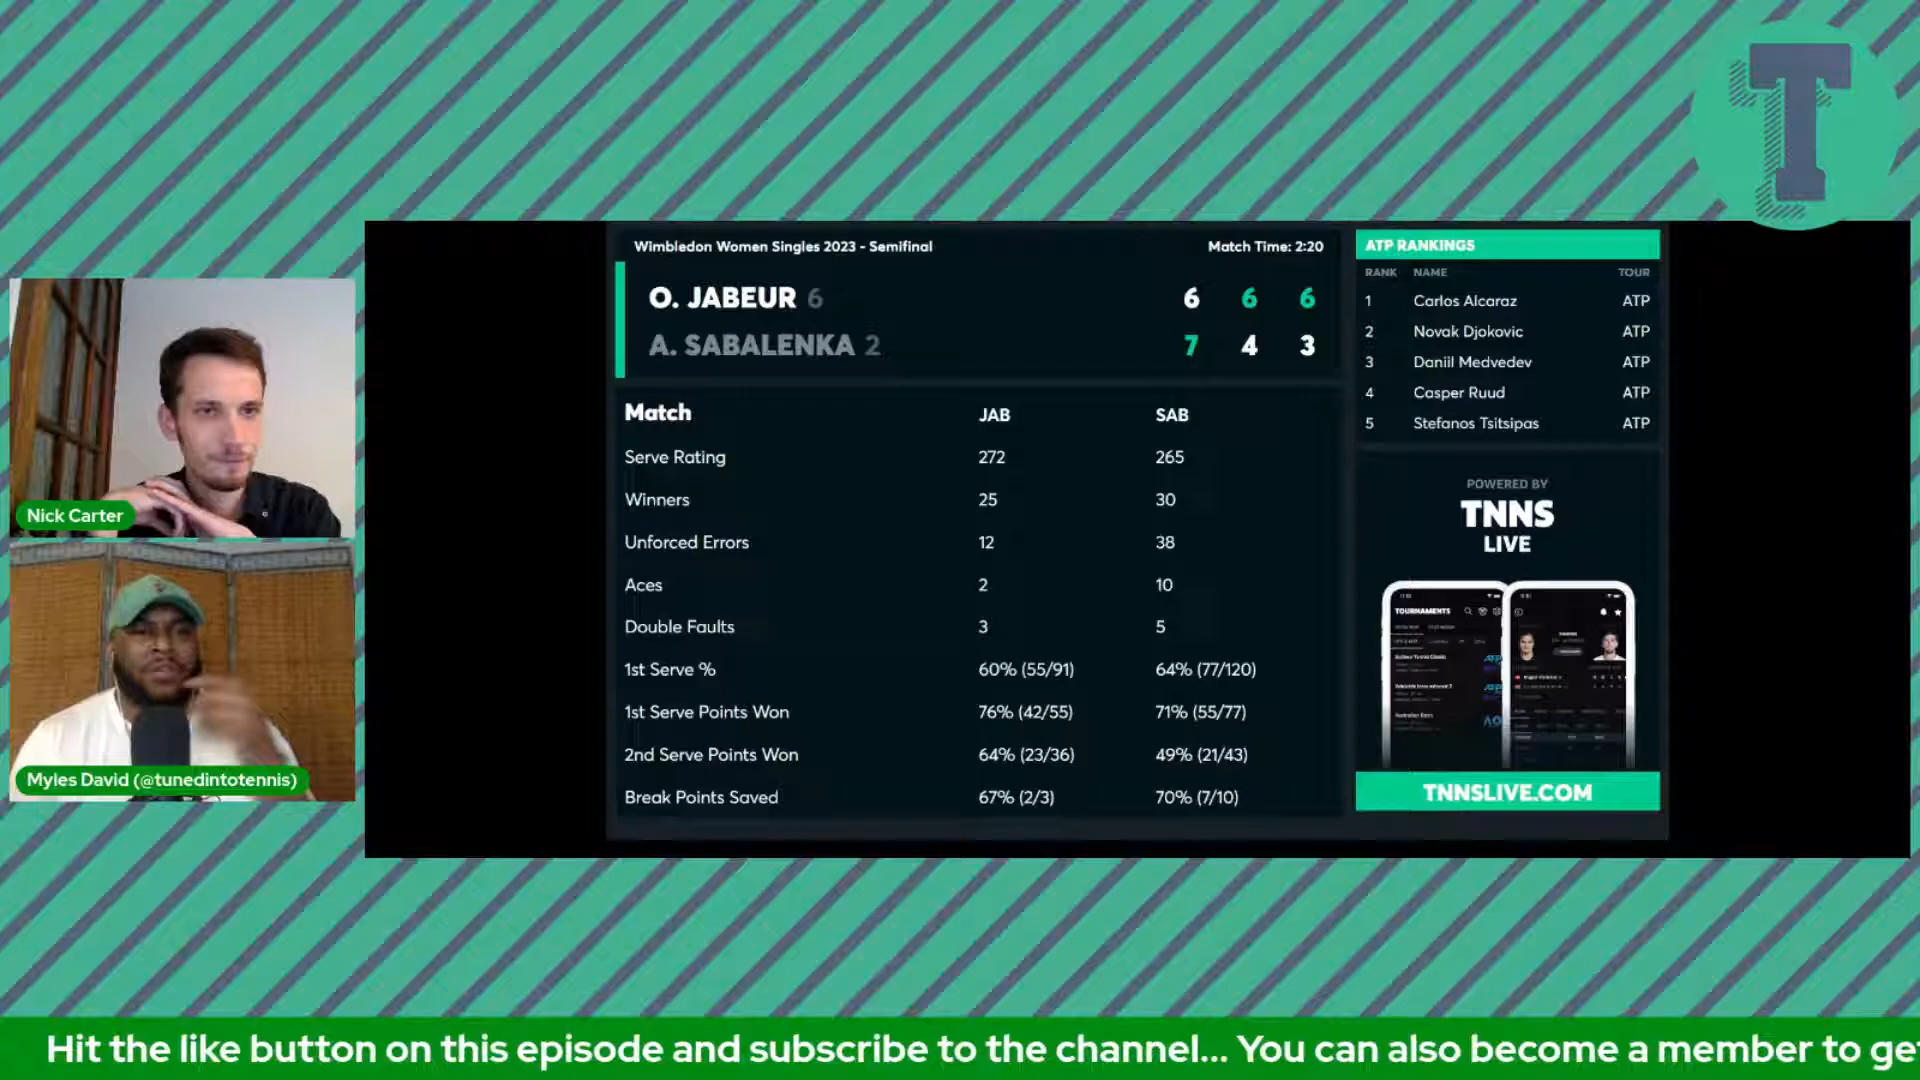 T
Wimbledon Women Singles 2023 - Semifinal
Match Time: 2:20
O. JABEUR 6 6 6 6
A. SABALENKA 2 7 4 3
Match JAB SAB
Serve Rating 272 265
Winners 25 30
Unforced Errors 12 38
Aces 2 10
Double Faults 3 5
1st Serve % 60% (55/91) 64% (77/120)
1st Serve Points Won 76% (42/55) 71% (55/77)
2nd Serve Points Won 64% (23/36) 49% (21/43)
Break Points Saved 67% (2/3) 70% (7/10)
ATP RANKINGS
RANK NAME TOUR
1 Carlos Alcaraz ATP
2 Novak Djokovic ATP
3 Daniil Medvedev ATP
4 Casper Ruud ATP
5 Stefanos Tsitsipas ATP
POWERED BY
TNNS
LIVE
TOURNAMENTS
TNNSLIVE.COM
Nick Carter
Myles David (@tunedintotennis)
Hit the like button on this episode and subscribe to the channel... You can also become a member to get